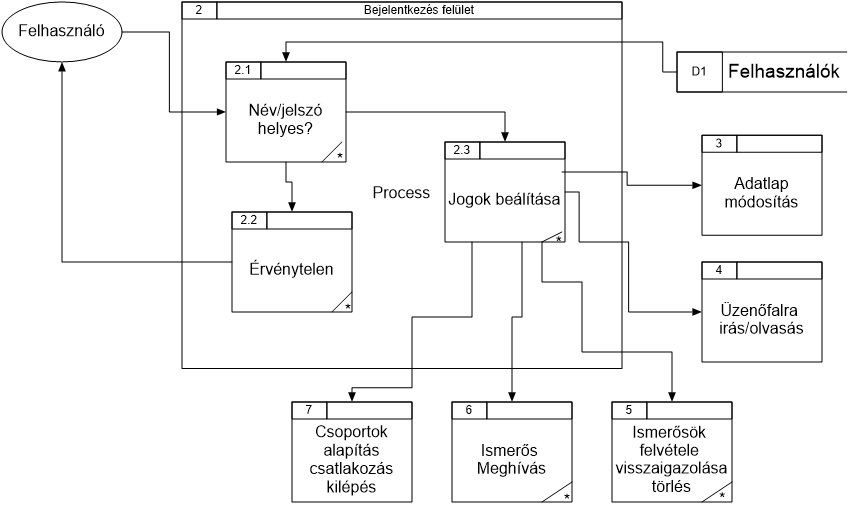 Felhasználó
2
Bejelentkezés felület
2.1
Név/jelszó
helyes?
*
D1
Felhasználók
2.3
Jogok beálítása
*
Process
3
Adatlap
módosítás
2.2
Érvénytelen
*
4
Üzenőfalra
irás/olvasás
7
Csoportok
alapítás
csatlakozás
kilépés
6
Ismerős
Meghívás
*
5
Ismerősök
felvétele
visszaigazolása
törlés
*